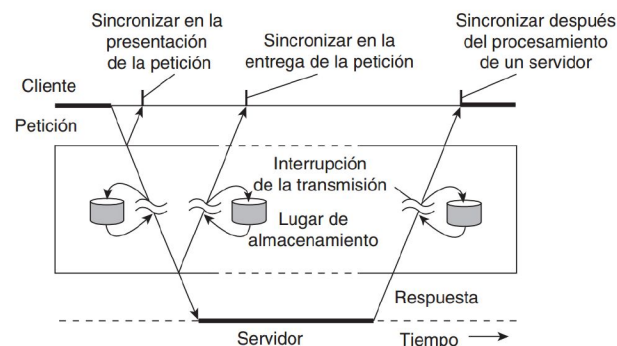 Sincronizar en la
presentación
de la petición
Sincronizar en la
entrega de la petición
Sincronizar después
del procesamiento
de un servidor
Cliente
Petición
Interrupción
de la transmisión
Lugar de
almacenamiento
Respuesta
Servidor
Tiempo